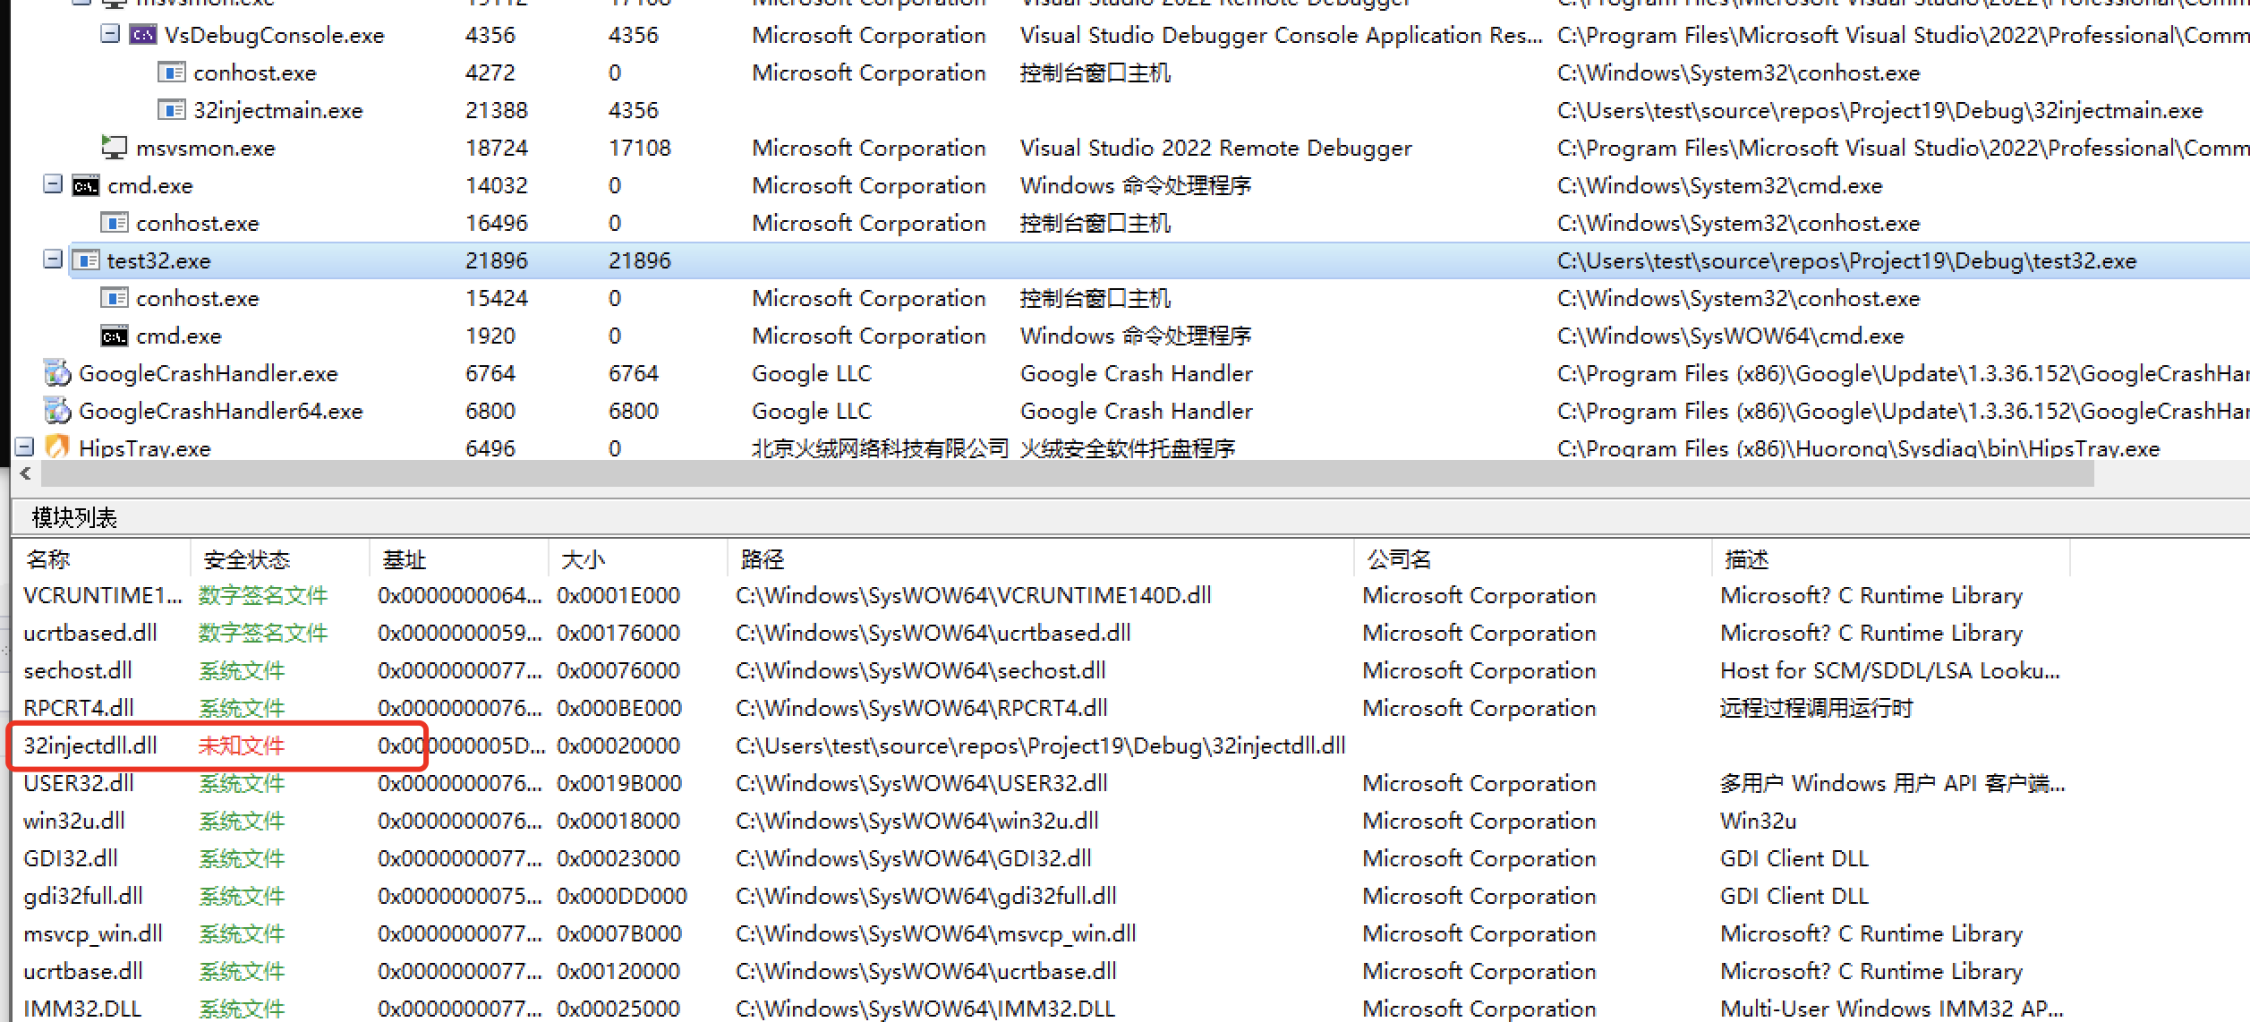 msvsmon.exe 19112 17108 Microsoft Corporation Visual Studio 2022 Remote Debugger C:\Program Files\Microsoft Visual Studio\2022\Professional\Comm
VsDebugConsole.exe 4356 4356 Microsoft Corporation Visual Studio Debugger Console Application Res... C:\Program Files\Microsoft Visual Studio\2022\Professional\Comm
conhost.exe 4272 0 Microsoft Corporation 控制台窗口主机 C:\Windows\System32\conhost.exe
32injectmain.exe 21388 4356 C:\Users\test\source\repos\Project19\Debug\32injectmain.exe
msvsmon.exe 18724 17108 Microsoft Corporation Visual Studio 2022 Remote Debugger C:\Program Files\Microsoft Visual Studio\2022\Professional\Comm
cmd.exe 14032 0 Microsoft Corporation Windows 命令处理程序 C:\Windows\System32\cmd.exe
conhost.exe 16496 0 Microsoft Corporation 控制台窗口主机 C:\Windows\System32\conhost.exe
test32.exe 21896 21896 C:\Users\test\source\repos\Project19\Debug\test32.exe
conhost.exe 15424 0 Microsoft Corporation 控制台窗口主机 C:\Windows\System32\conhost.exe
cmd.exe 1920 0 Microsoft Corporation Windows 命令处理程序 C:\Windows\SysWOW64\cmd.exe
GoogleCrashHandler.exe 6764 6764 Google LLC Google Crash Handler C:\Program Files (x86)\Google\Update\1.3.36.152\GoogleCrashHar
GoogleCrashHandler64.exe 6800 6800 Google LLC Google Crash Handler C:\Program Files (x86)\Google\Update\1.3.36.152\GoogleCrashHar
HipsTray.exe 6496 0 北京火绒网络科技有限公司 火绒安全软件托盘程序 C:\Program Files (x86)\Huorong\Sysdiag\bin\HipsTray.exe
模块列表
名称 安全状态 基址 大小 路径 公司名 描述
VCRUNTIME1... 数字签名文件 0x0000000064... 0x0001E000 C:\Windows\SysWOW64\VCRUNTIME140D.dll Microsoft Corporation Microsoft? C Runtime Library
ucrtbased.dll 数字签名文件 0x0000000059... 0x00176000 C:\Windows\SysWOW64\ucrtbased.dll Microsoft Corporation Microsoft? C Runtime Library
sechost.dll 系统文件 0x0000000077... 0x00076000 C:\Windows\SysWOW64\sechost.dll Microsoft Corporation Host for SCM/SDDL/LSA Looku...
RPCRT4.dll 系统文件 0x0000000076... 0x000BE000 C:\Windows\SysWOW64\RPCRT4.dll Microsoft Corporation 远程过程调用运行时
32injectdll.dll 未知文件 0x000000005D... 0x00020000 C:\Users\test\source\repos\Project19\Debug\32injectdll.dll
USER32.dll 系统文件 0x0000000076... 0x0019B000 C:\Windows\SysWOW64\USER32.dll Microsoft Corporation 多用户 Windows 用户 API 客户端...
win32u.dll 系统文件 0x0000000076... 0x00018000 C:\Windows\SysWOW64\win32u.dll Microsoft Corporation Win32u
GDI32.dll 系统文件 0x0000000077... 0x00023000 C:\Windows\SysWOW64\GDI32.dll Microsoft Corporation GDI Client DLL
gdi32full.dll 系统文件 0x0000000075... 0x000DD000 C:\Windows\SysWOW64\gdi32full.dll Microsoft Corporation GDI Client DLL
msvcp_win.dll 系统文件 0x0000000077... 0x0007B000 C:\Windows\SysWOW64\msvcp_win.dll Microsoft Corporation Microsoft? C Runtime Library
ucrtbase.dll 系统文件 0x0000000077... 0x00120000 C:\Windows\SysWOW64\ucrtbase.dll Microsoft Corporation Microsoft? C Runtime Library
IMM32.DLL 系统文件 0x0000000077... 0x00025000 C:\Windows\SysWOW64\IMM32.DLL Microsoft Corporation Multi-User Windows IMM32 AP...